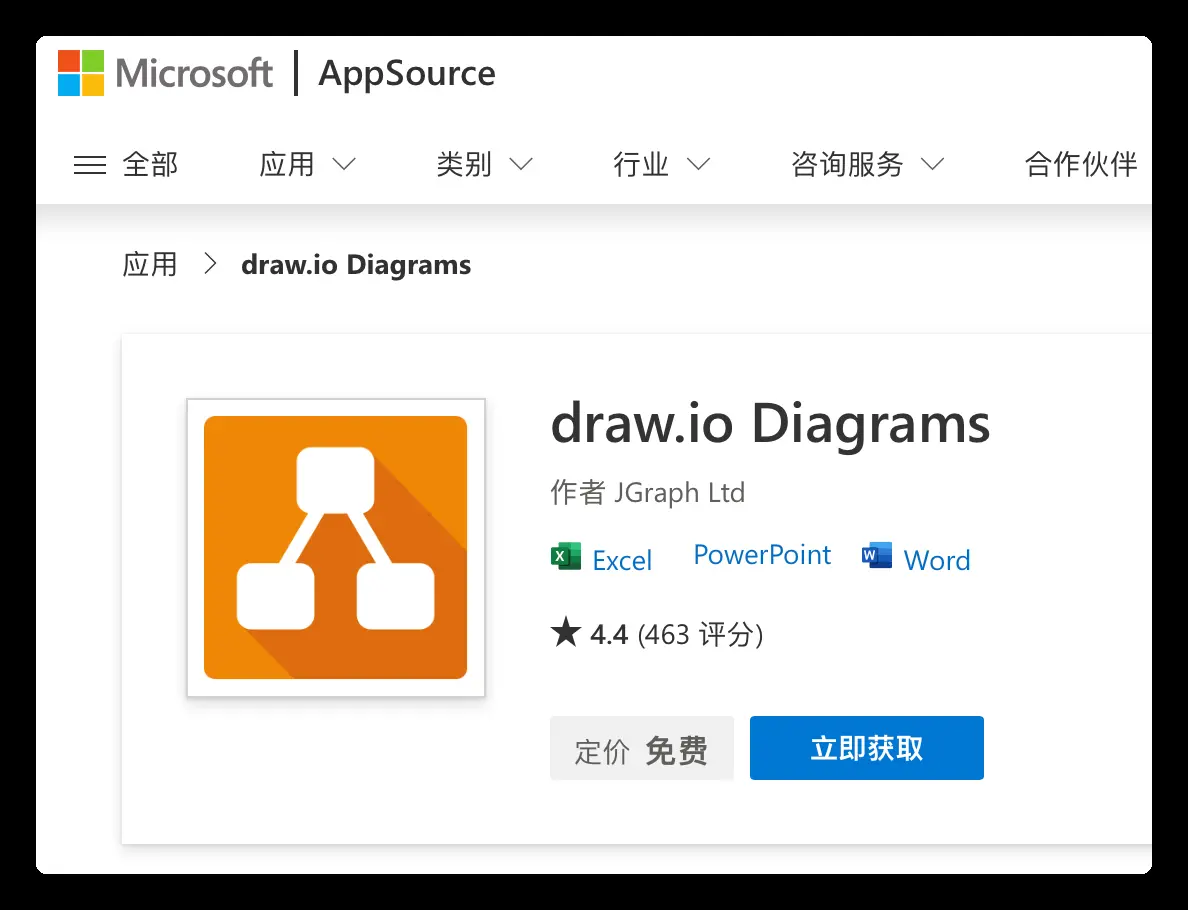 Microsoft | AppSource
全部 应用 类别 行业 咨询服务 合作伙伴
应用 > draw.io Diagrams
draw.io Diagrams
作者 JGraph Ltd
Excel PowerPoint Word
★ 4.4 (463 评分)
定价 免费 立即获取